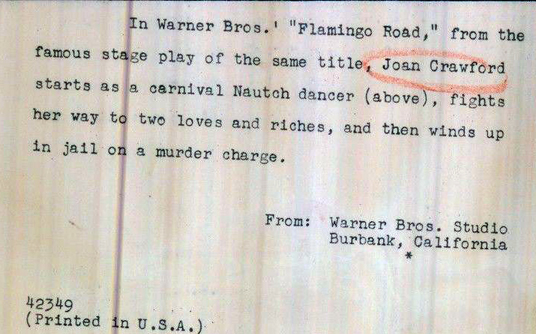 In Warner Bros.' "Flamingo Road," from the
famous stage play of the same title, Joan Crawford
starts as a carnival Nautch dancer (above), fights
her way to two loves and riches, and then winds up
in jail on a murder charge.
From: Warner Bros. Studio
Burbank, California
*
42349
(Printed in U.S.A.)